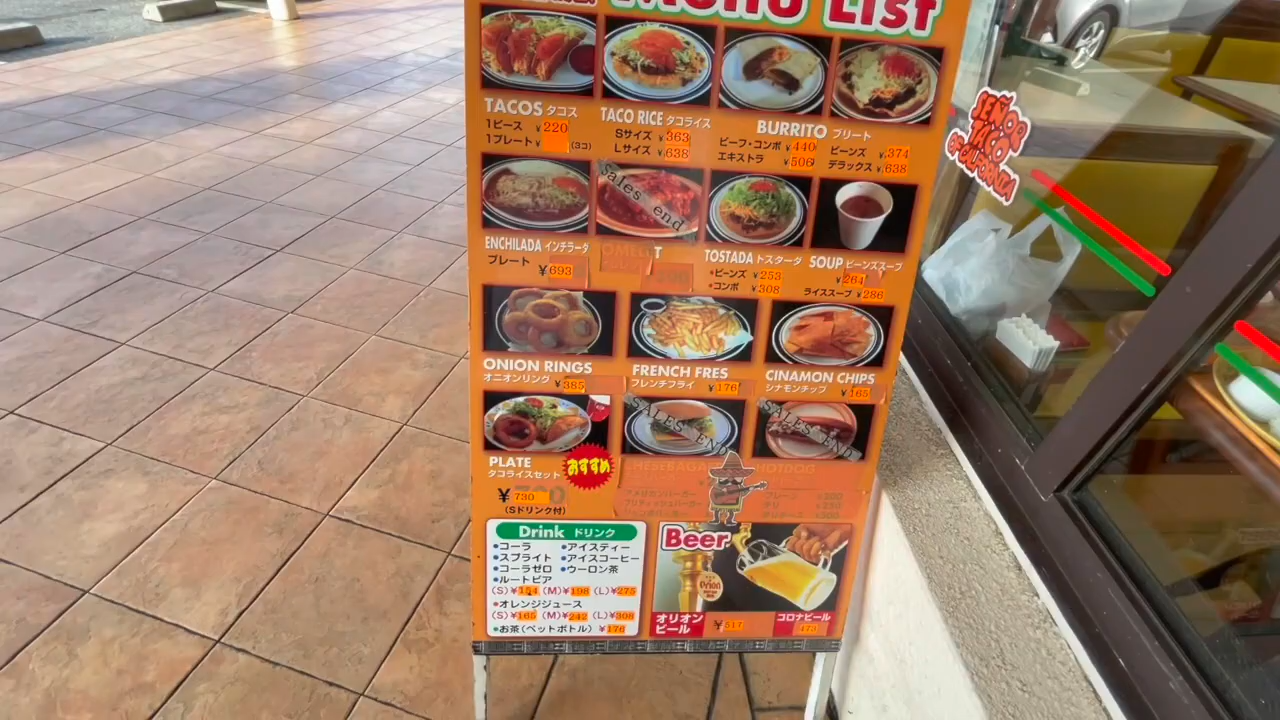 Menu List
TACOS タコス
1ピース ¥220
1プレート ¥ (3コ)
TACO RICE タコライス
Sサイズ ¥363
Lサイズ ¥638
BURRITO ブリート
ビーフ・コンボ ¥440
エキストラ ¥506
ビーンズ ¥374
デラックス ¥638
SEÑOR
TACO
OF CALIFORNIA
ENCHILADA インチラーダ
プレート ¥693
Sales end
TOSTADA トスターダ
•ビーンズ ¥253
•コンボ ¥308
SOUP ビーンズスープ
¥264
ライススープ ¥286
ONION RINGS
オニオンリング ¥385
FRENCH FRES
フレンチフライ ¥176
CINAMON CHIPS
シナモンチップ ¥165
PLATE
タコライスセット
おすすめ
¥730
(Sドリンク付)
SALES END
SALES END
HOTDOG
Drink ドリンク
•コーラ •アイスティー
•スプライト •アイスコーヒー
•コーラゼロ •ウーロン茶
•ルートビア
(S)¥154 (M)¥198 (L)¥275
•オレンジジュース
(S)¥165 (M)¥242 (L)¥308
•お茶(ペットボトル) ¥176
Beer
Orion
オリオン
ビール ¥517
コロナビール
473